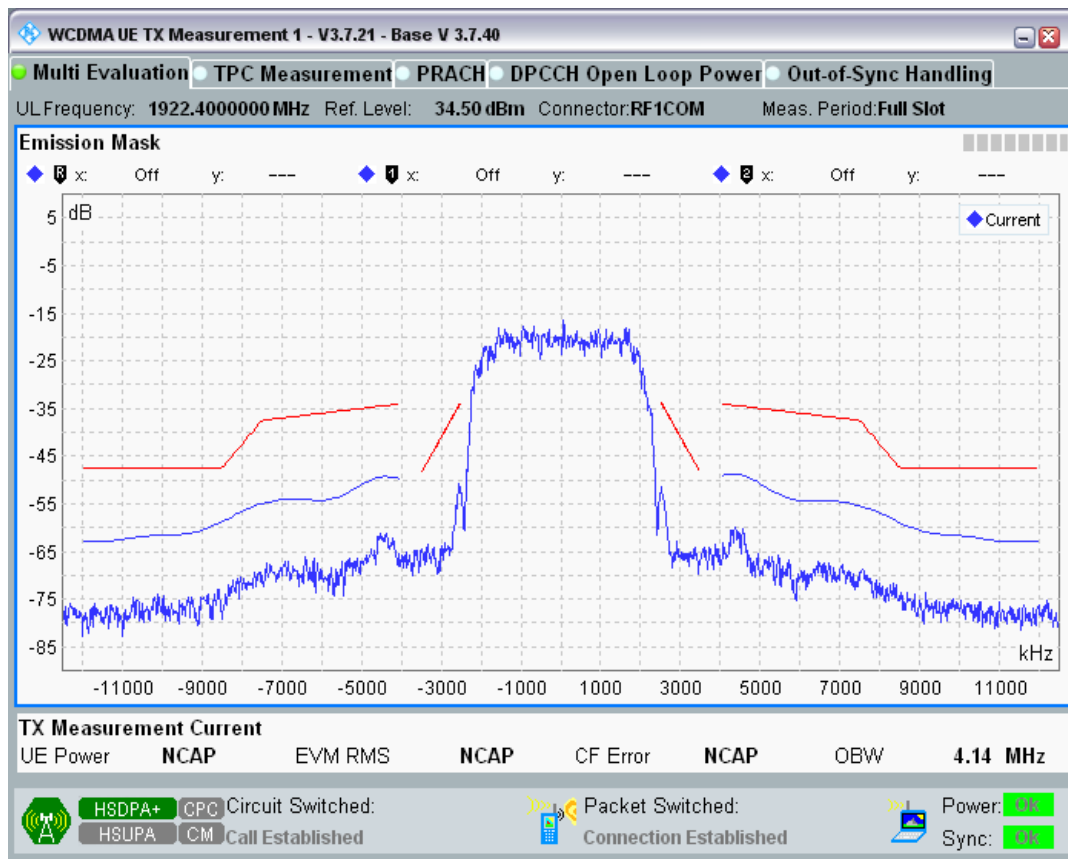 WCDMA UE TX Measurement 1 - V3.7.21 - Base V 3.7.40
Multi Evaluation TPC Measurement PRACH DPCCH Open Loop Power Out-of-Sync Handling
UL Frequency: 1922.4000000 MHz Ref. Level: 34.50 dBm Connector: RF1COM Meas. Period: Full Slot
Emission Mask
R x: Off y: --- 1 x: Off y: --- 2 x: Off y: ---
dB
Current
5
-5
-15
-25
-35
-45
-55
-65
-75
-85
kHz
-11000 -9000 -7000 -5000 -3000 -1000 1000 3000 5000 7000 9000 11000
TX Measurement Current
UE Power NCAP EVM RMS NCAP CF Error NCAP OBW 4.14 MHz
HSDPA+ CPC Circuit Switched: Packet Switched: Power: Ok
HSUPA CM Call Established Connection Established Sync: Ok